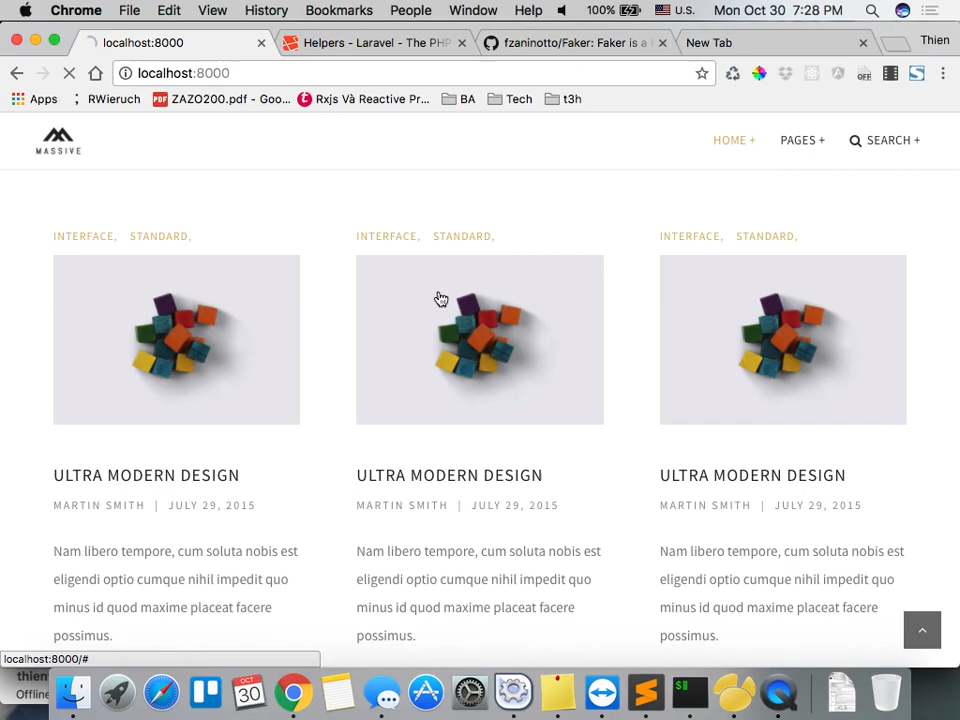 Chrome File Edit View History Bookmarks People Window Help 100% U.S. Mon Oct 30 7:28 PM
localhost:8000 Helpers - Laravel - The PHP fzaninotto/Faker: Faker is a New Tab Thien
localhost:8000
Apps RWieruch ZAZO200.pdf - Goo... Rxjs Và Reactive Pr... BA Tech t3h
MASSIVE HOME + PAGES + SEARCH +
INTERFACE, STANDARD, INTERFACE, STANDARD, INTERFACE, STANDARD,
ULTRA MODERN DESIGN ULTRA MODERN DESIGN ULTRA MODERN DESIGN
MARTIN SMITH | JULY 29, 2015 MARTIN SMITH | JULY 29, 2015 MARTIN SMITH | JULY 29, 2015
Nam libero tempore, cum soluta nobis est
eligendi optio cumque nihil impedit quo
minus id quod maxime placeat facere
possimus.
Nam libero tempore, cum soluta nobis est
eligendi optio cumque nihil impedit quo
minus id quod maxime placeat facere
possimus.
Nam libero tempore, cum soluta nobis est
eligendi optio cumque nihil impedit quo
minus id quod maxime placeat facere
possimus.
localhost:8000/#
Offline
OCT
30